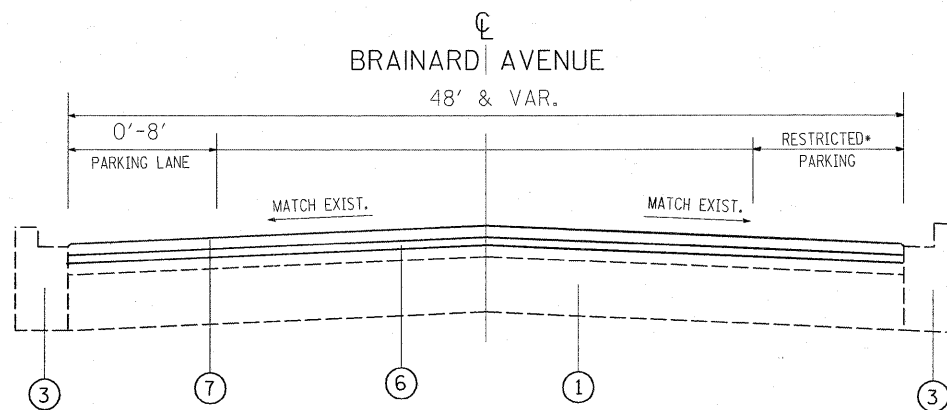 ℄
BRAINARD AVENUE
48' & VAR.
0'-8'
PARKING LANE
RESTRICTED*
PARKING
MATCH EXIST.
MATCH EXIST.
3
7
6
1
3